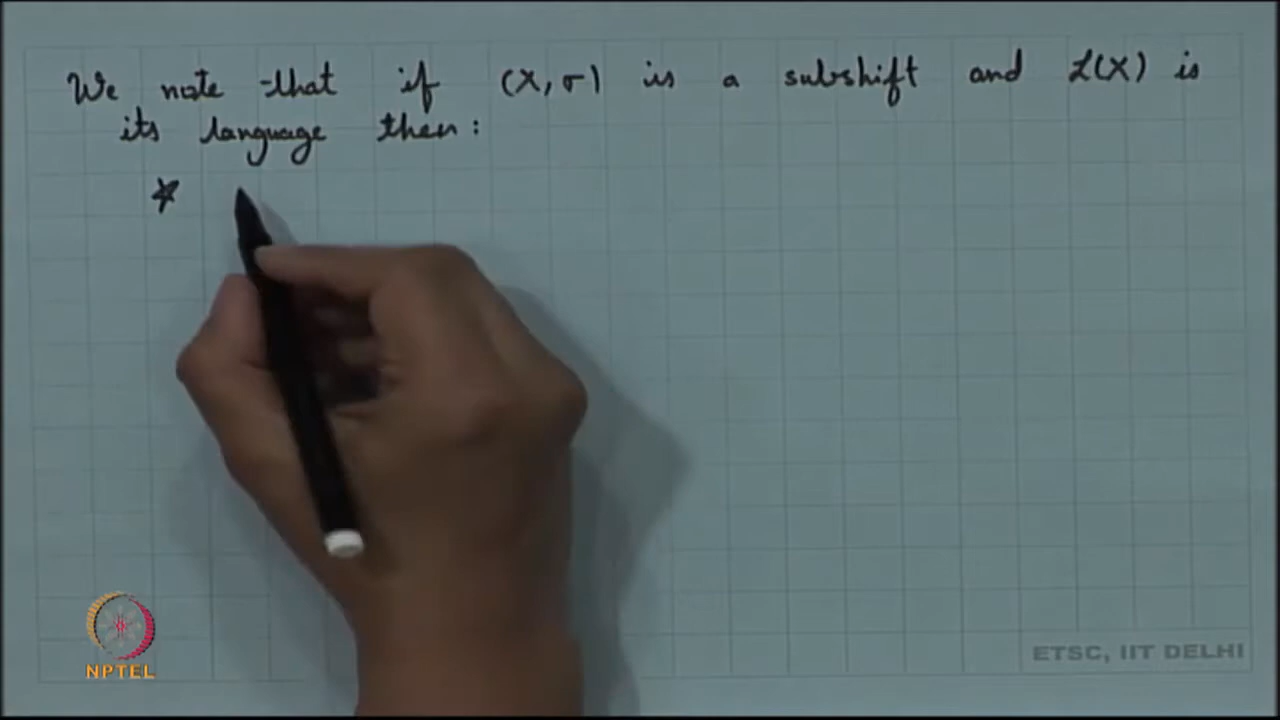 We note that if (X, σ) is a subshift and L(X) is
its language then :
☆
NPTEL
ETSC, IIT DELHI